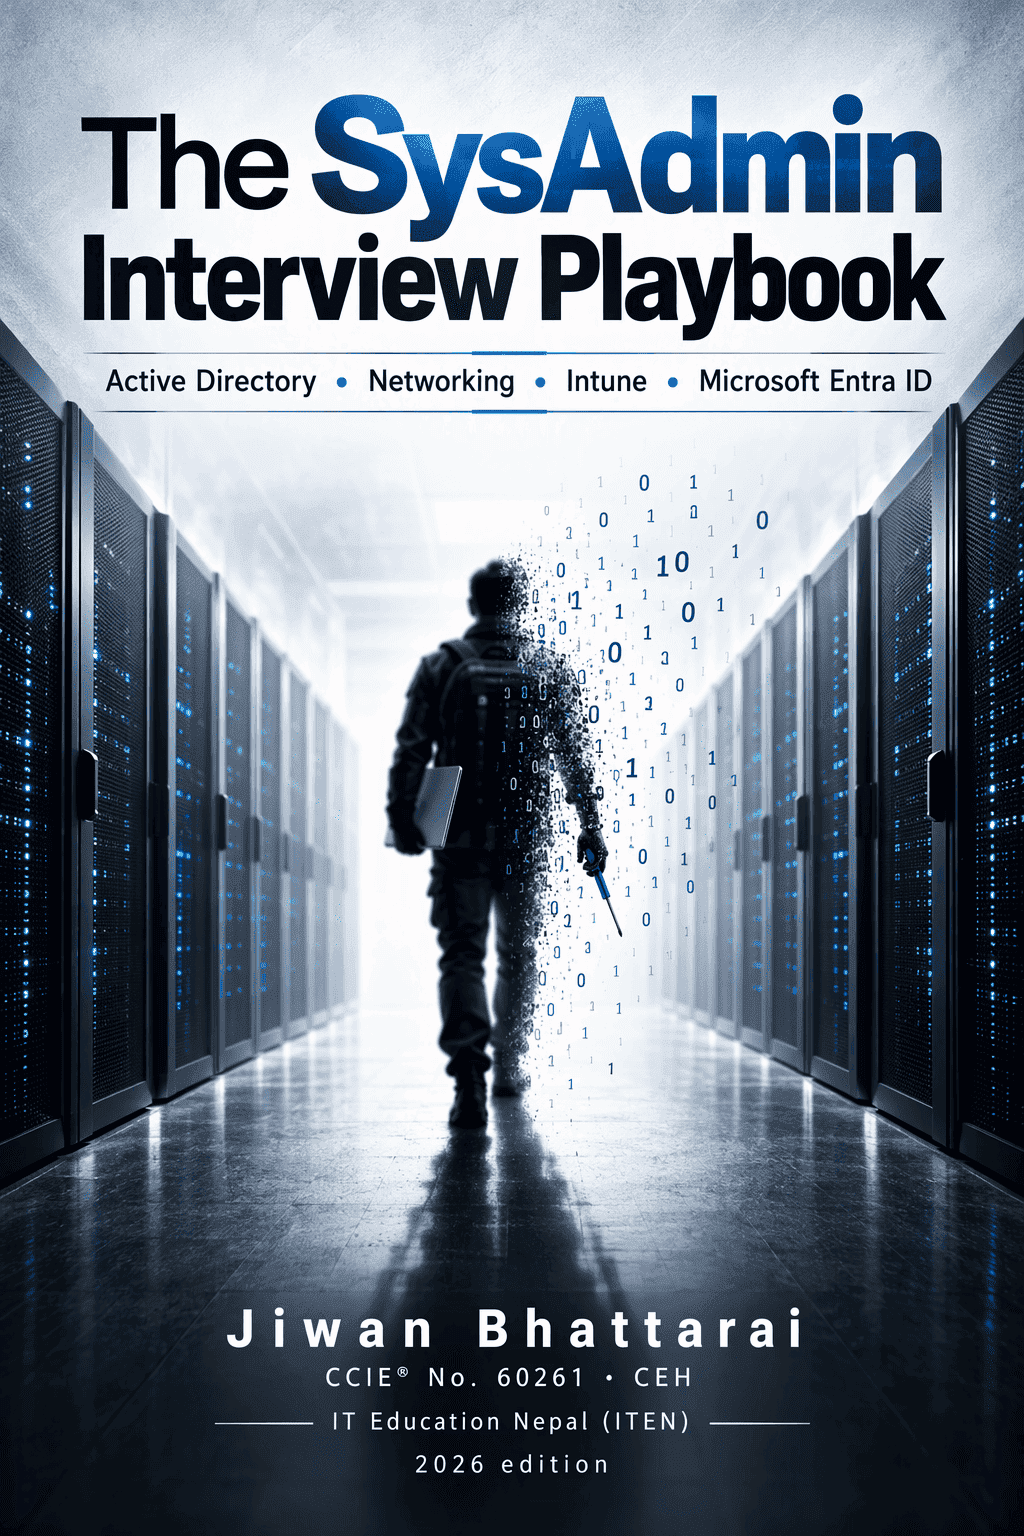 The SysAdmin
Interview Playbook
Active Directory • Networking • Intune • Microsoft Entra ID
Jiwan Bhattarai
CCIE® No. 60261 • CEH
IT Education Nepal (ITEN)
2026 edition